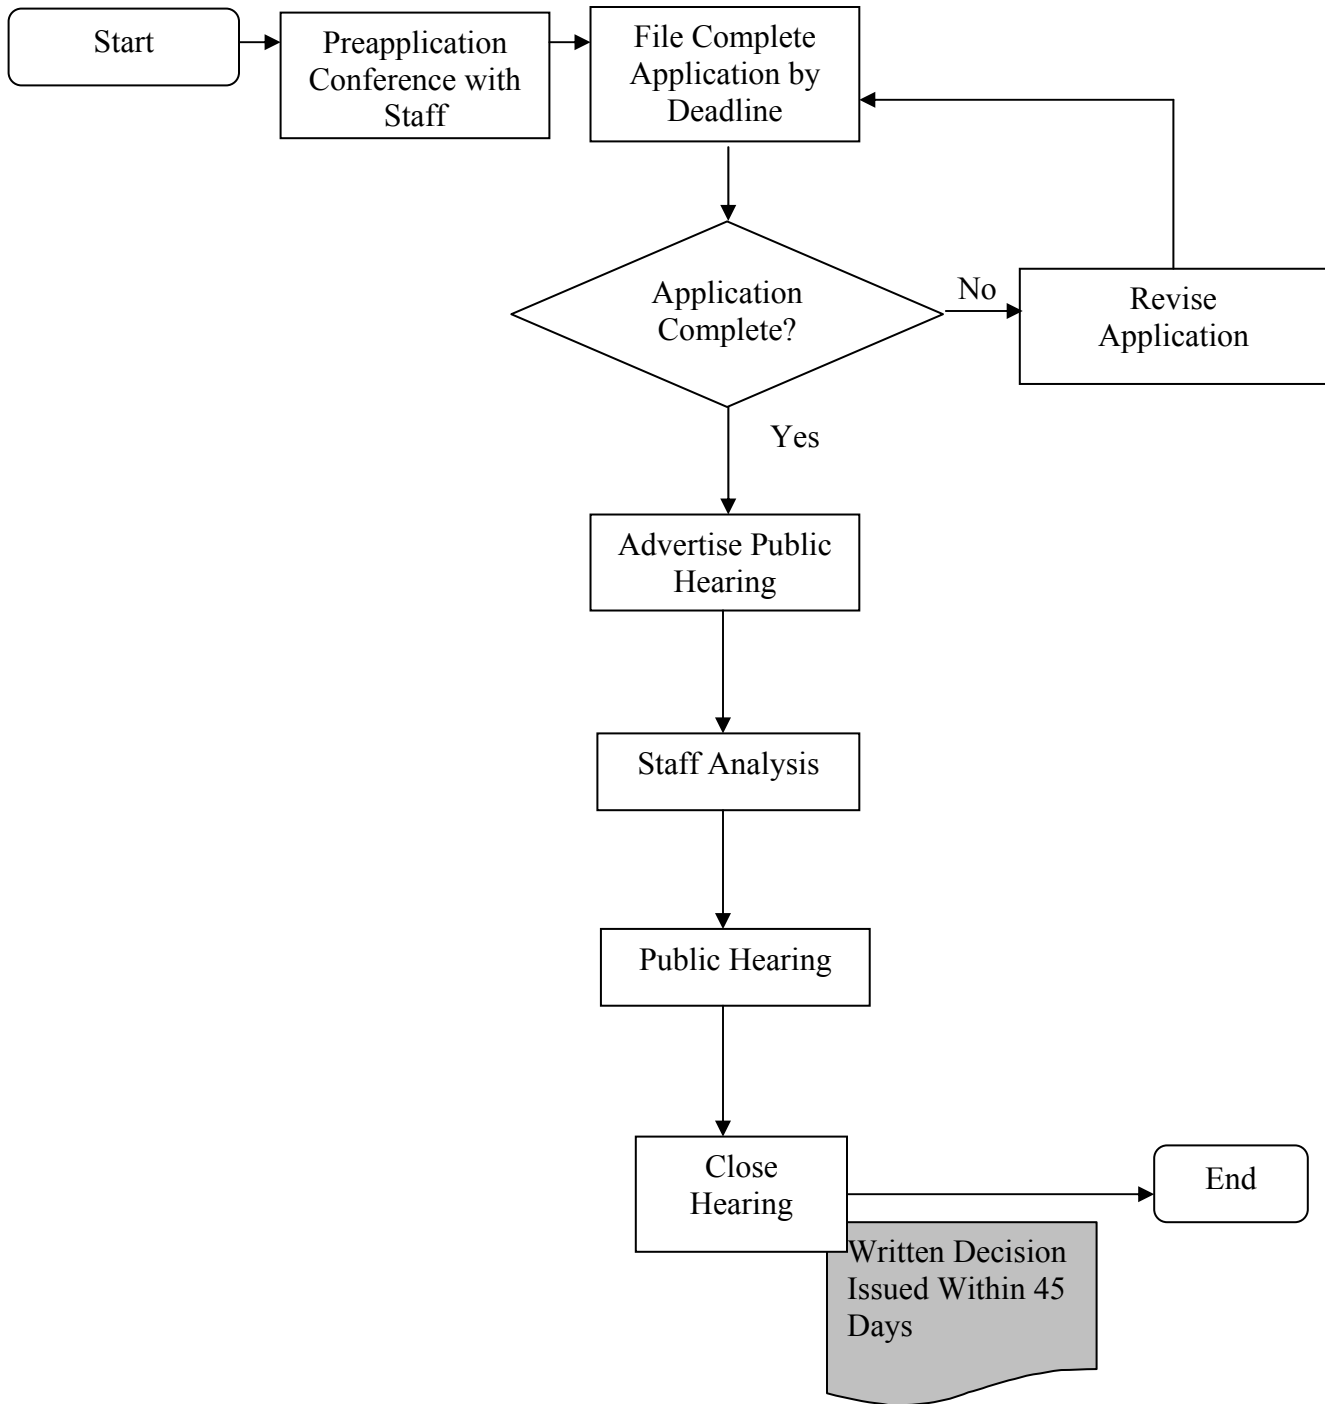 Start
Preapplication
Conference with
Staff
File Complete
Application by
Deadline
Application
Complete?
No
Revise
Application
Yes
Advertise Public
Hearing
Staff Analysis
Public Hearing
Close
Hearing
End
Written Decision
Issued Within 45
Days